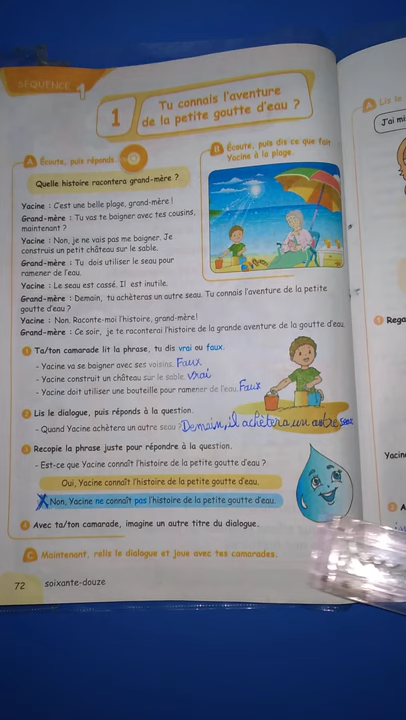 SÉQUENCE 1
1
Tu connais l'aventure
de la petite goutte d'eau ?
A Écoute, puis réponds.
Quelle histoire racontera grand-mère ?
B Écoute, puis dis ce que fait
Yacine à la plage.
Yacine : C'est une belle plage, grand-mère !
Grand-mère : Tu vas te baigner avec tes cousins,
maintenant ?
Yacine : Non, je ne vais pas me baigner. Je
construis un petit château sur le sable.
Grand-mère : Tu dois utiliser le seau pour
ramener de l'eau.
Yacine : Le seau est cassé. Il est inutile.
Grand-mère : Demain, tu achèteras un autre seau. Tu connais l'aventure de la petite
goutte d'eau ?
Yacine : Non. Raconte-moi l'histoire, grand-mère!
Grand-mère : Ce soir, je te raconterai l'histoire de la grande aventure de la goutte d'eau.
1 Ta/ton camarade lit la phrase, tu dis vrai ou faux.
- Yacine va se baigner avec ses voisins. Faux
- Yacine construit un château sur le sable. vrai
- Yacine doit utiliser une bouteille pour ramener de l'eau. Faux
2 Lis le dialogue, puis réponds à la question.
- Quand Yacine achètera un autre seau ? Demain, il achètera un autre seau
3 Recopie la phrase juste pour répondre à la question.
- Est-ce que Yacine connaît l'histoire de la petite goutte d'eau ?
Oui, Yacine connaît l'histoire de la petite goutte d'eau.
X Non, Yacine ne connaît pas l'histoire de la petite goutte d'eau.
4 Avec ta/ton camarade, imagine un autre titre du dialogue.
C Maintenant, relis le dialogue et joue avec tes camarades.
72 soixante-douze
A Lis le
J'ai mi
1 Rega
Yacin
2 A